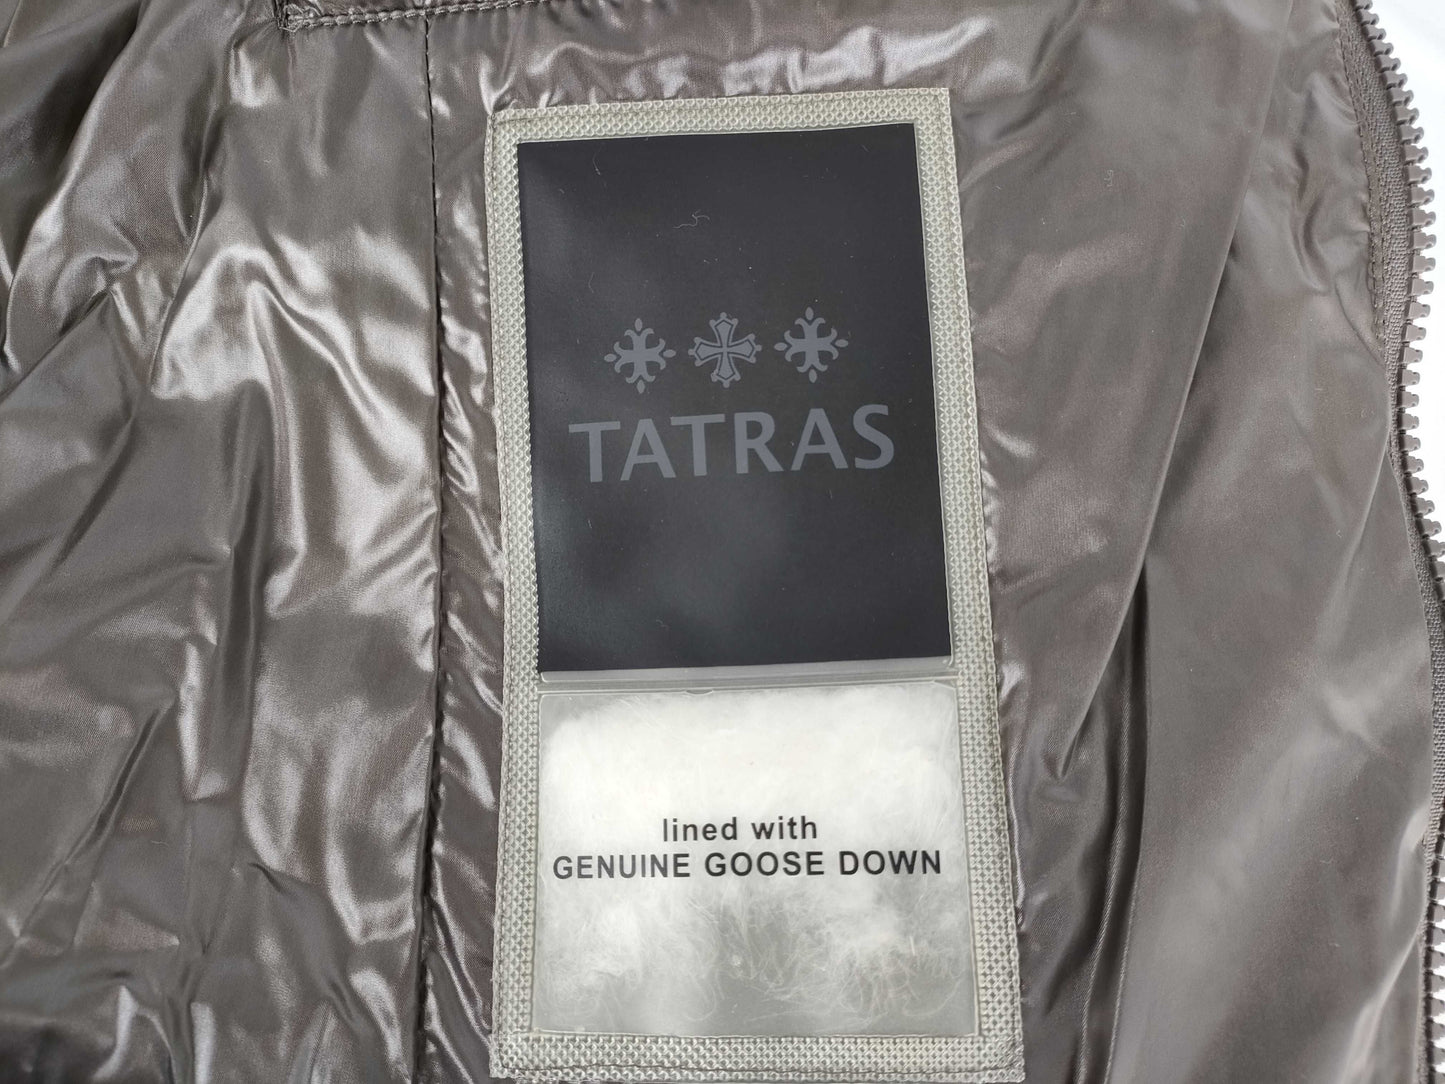 TATRAS
lined with
GENUINE GOOSE DOWN